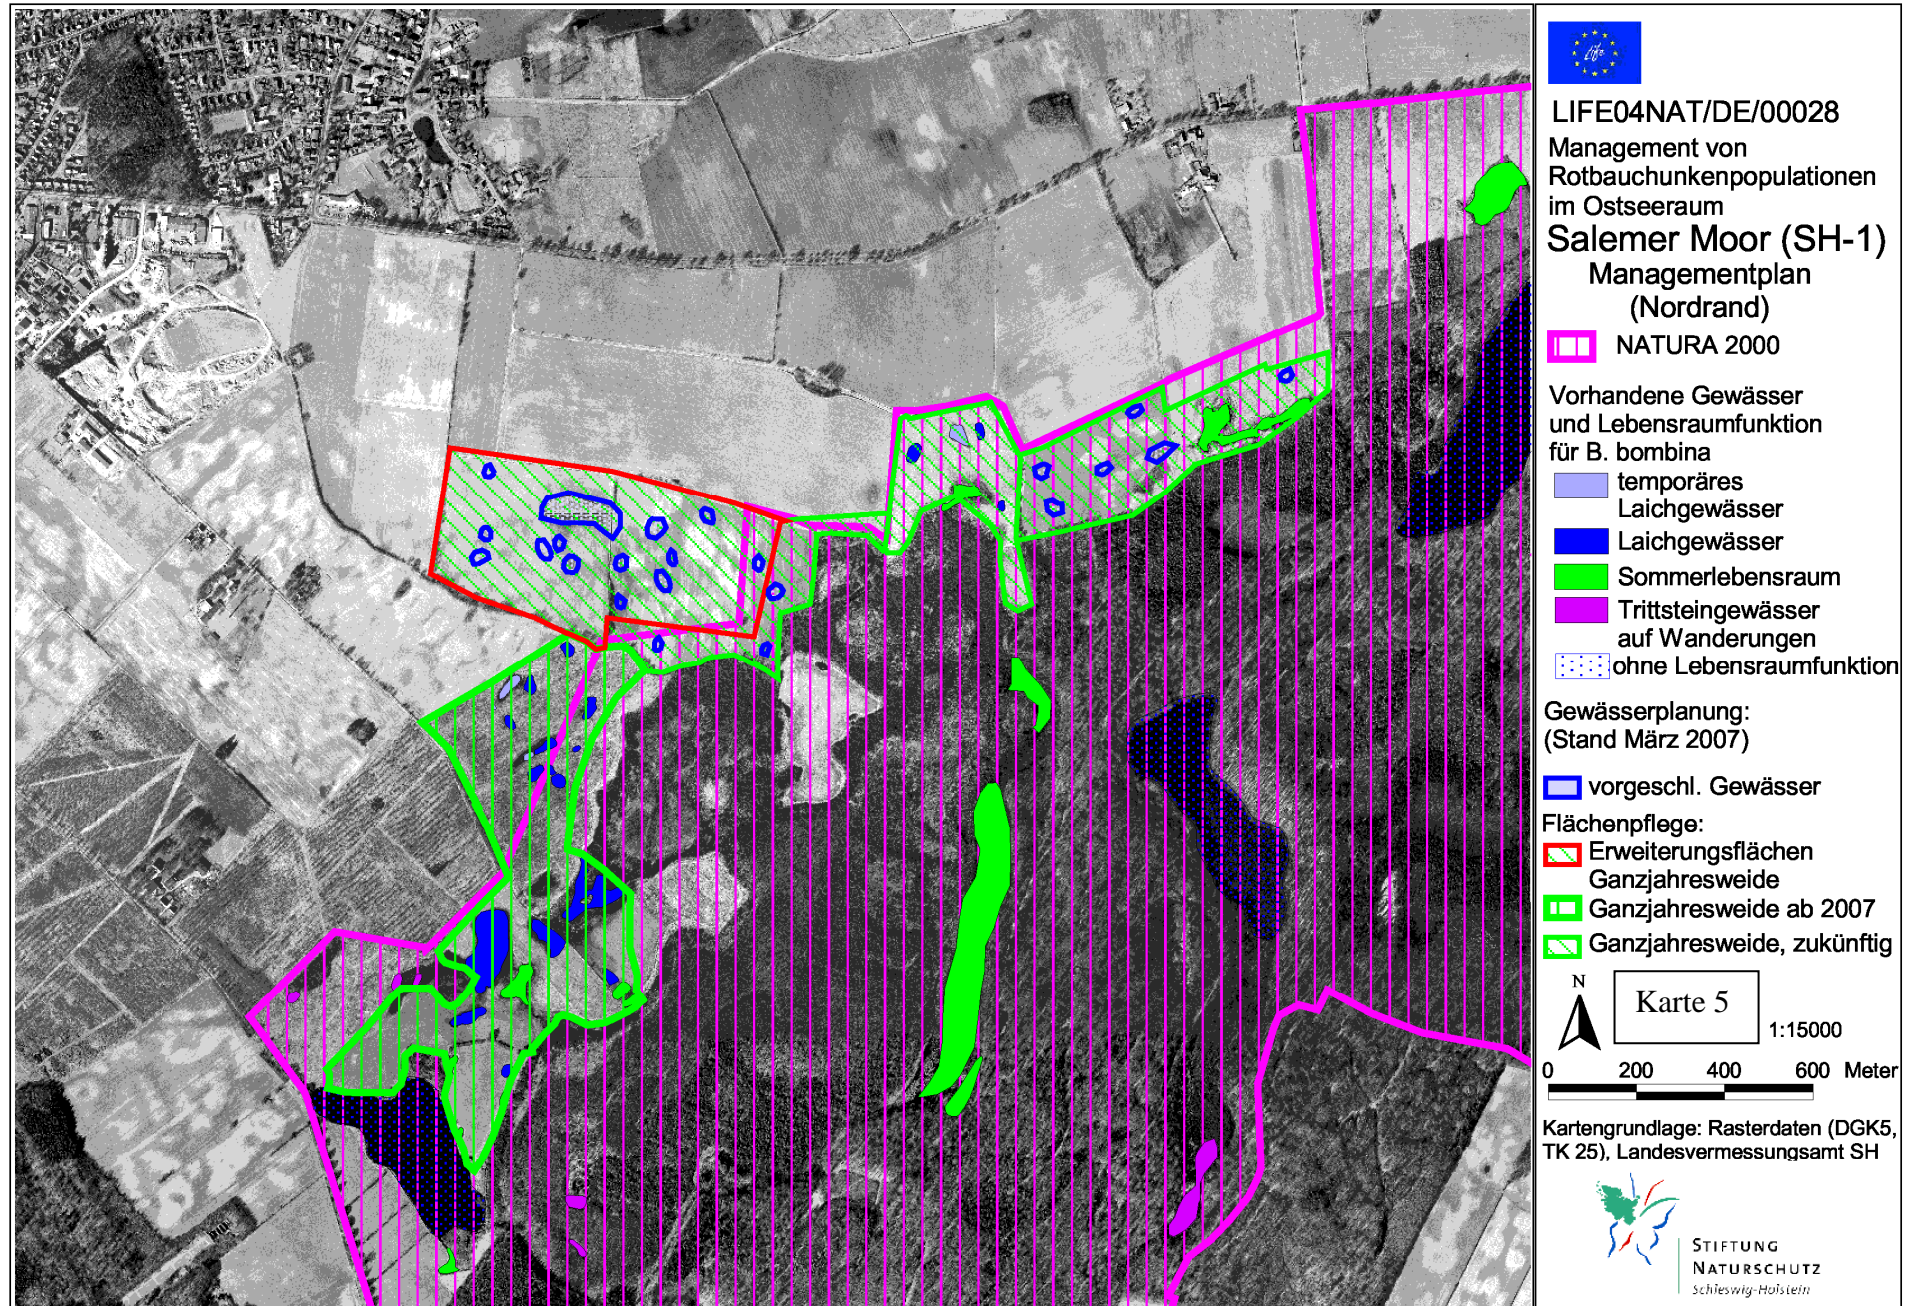 LIFE04NAT/DE/00028
Management von
Rotbauchunkenpopulationen
im Ostseeraum
Salemer Moor (SH-1)
Managementplan
(Nordrand)
NATURA 2000
Vorhandene Gewässer
und Lebensraumfunktion
für B. bombina
temporäres
Laichgewässer
Laichgewässer
Sommerlebensraum
Trittsteingewässer
auf Wanderungen
ohne Lebensraumfunktion
Gewässerplanung:
(Stand März 2007)
vorgeschl. Gewässer
Flächenpflege:
Erweiterungsflächen
Ganzjahresweide
Ganzjahresweide ab 2007
Ganzjahresweide, zukünftig
N
Karte 5
1:15000
0 200 400 600 Meter
Kartengrundlage: Rasterdaten (DGK5,
TK 25), Landesvermessungsamt SH
STIFTUNG
NATURSCHUTZ
Schleswig-Holstein